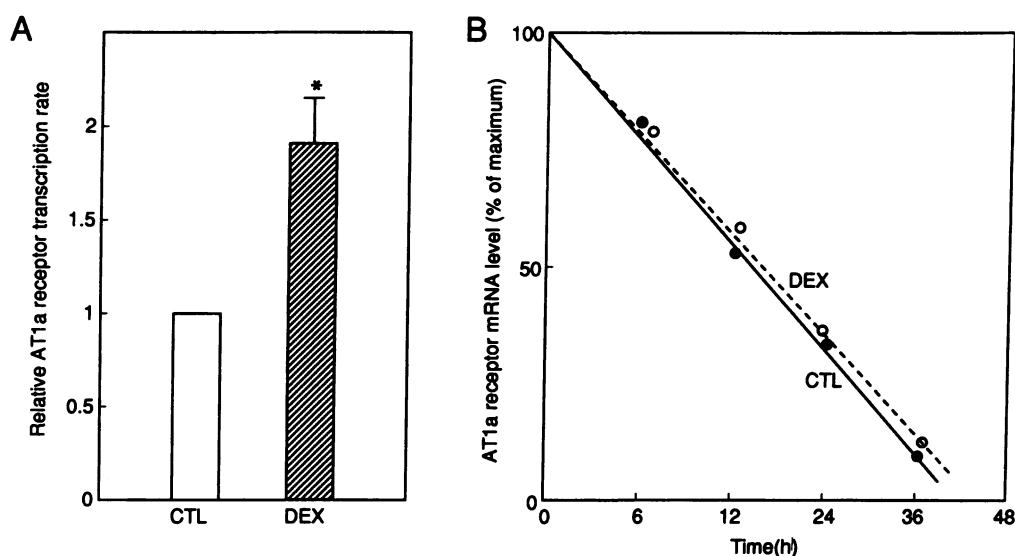 A
Relative AT1a receptor transcription rate
2
1.5
1
0.5
0
*
CTL
DEX
B
AT1a receptor mRNA level (% of maximum)
100
50
0
DEX
CTL
0
6
12
24
36
48
Time(h)